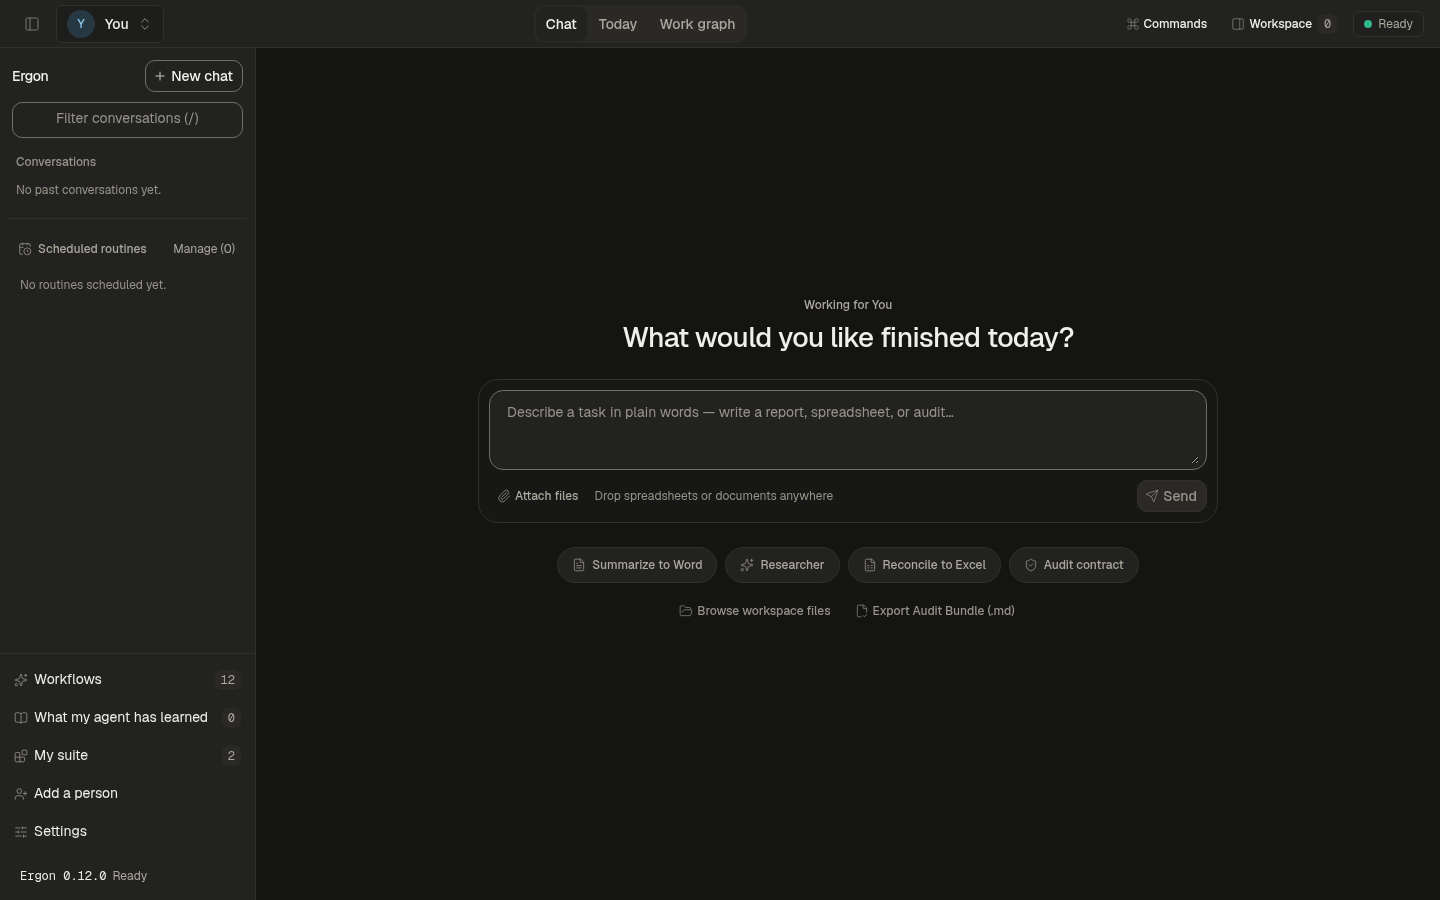 Y You
Chat Today Work graph
Commands
Workspace 0
Ready
Ergon
New chat
Filter conversations (/)
Conversations
No past conversations yet.
Scheduled routines Manage (0)
No routines scheduled yet.
Working for You
What would you like finished today?
Describe a task in plain words — write a report, spreadsheet, or audit…
Attach files Drop spreadsheets or documents anywhere Send
Summarize to Word Researcher Reconcile to Excel Audit contract
Browse workspace files Export Audit Bundle (.md)
Workflows 12
What my agent has learned 0
My suite 2
Add a person
Settings
Ergon 0.12.0 Ready